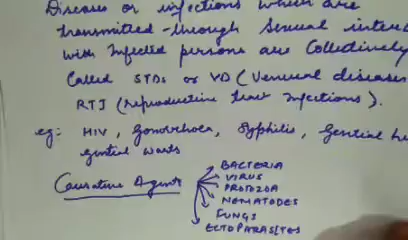 Diseases or infections which are
transmitted through Sexual inter
with Infected persons are Collectively
Called STDs or VD (Venereal diseases
RTI (reproductive tract infections).
eg: HIV, Gonorrhoea, Syphilis, Genital he
genital warts
Causative Agents
BACTERIA
VIRUS
PROTOZOA
NEMATODES
FUNGI
ECTOPARASITES